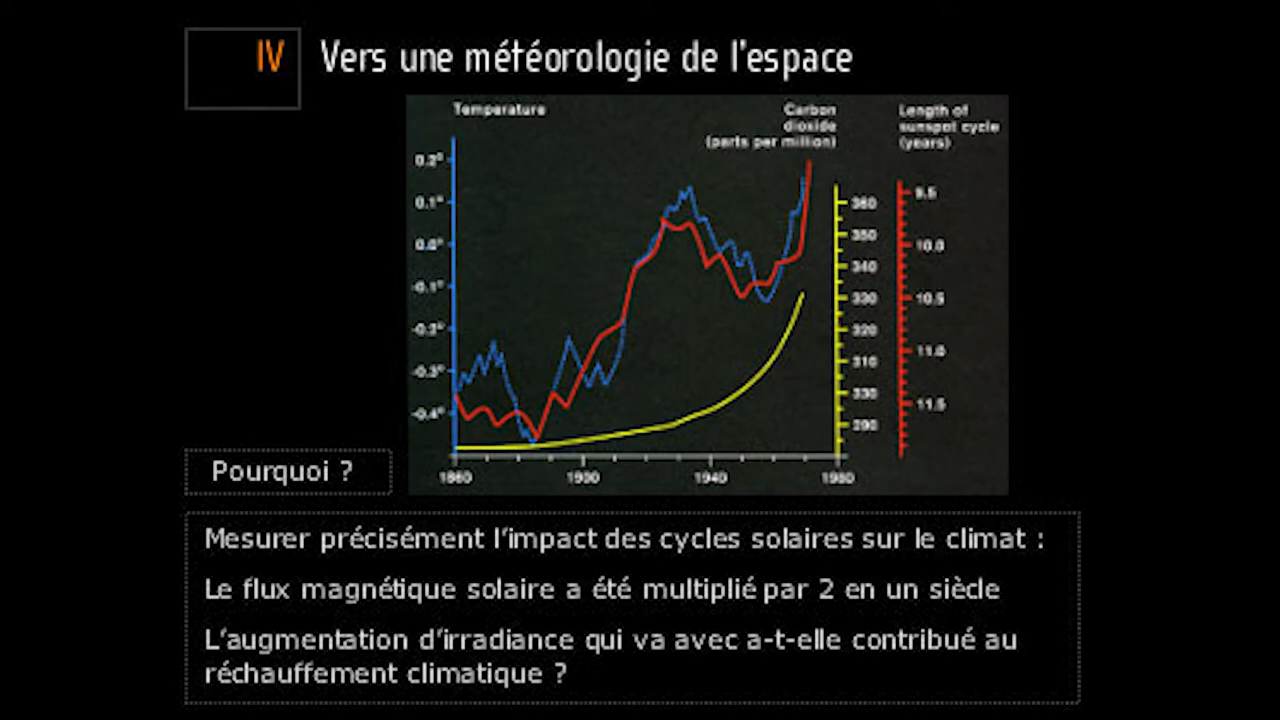 IV
Vers une météorologie de l'espace
Temperature
Carbon
dioxide
(parts per million)
Length of
sunspot cycle
(years)
0.2°
0.1°
0.0°
-0.1°
-0.2°
-0.3°
-0.4°
360
350
340
330
320
310
290
9.5
10.0
10.5
11.0
11.5
1860
1900
1940
1980
Pourquoi ?
Mesurer précisément l'impact des cycles solaires sur le climat :
Le flux magnétique solaire a été multiplié par 2 en un siècle
L'augmentation d'irradiance qui va avec a-t-elle contribué au
réchauffement climatique ?